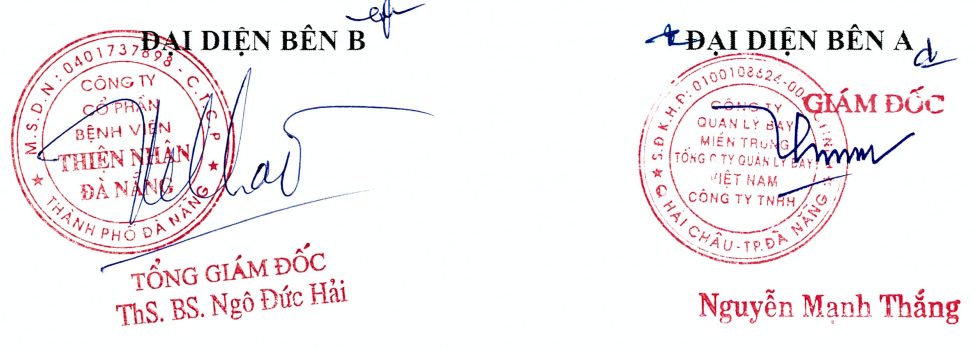 ĐẠI DIỆN BÊN B
M.S.D.N: 0401737698 - C.T.C.P
CÔNG TY
CỔ PHẦN
BỆNH VIỆN
THIỆN NHÂN
ĐÀ NẴNG
THÀNH PHỐ ĐÀ NẴNG
TỔNG GIÁM ĐỐC
ThS. BS. Ngô Đức Hải
ĐẠI DIỆN BÊN A
S.Đ.K.H.Đ: 0100108624-00
GIÁM ĐỐC
CÔNG TY
QUẢN LÝ BAY
MIỀN TRUNG
TỔNG C TY QUẢN LÝ BAY
VIỆT NAM
CÔNG TY TNHH
Q HẢI CHÂU - TP.ĐÀ NẴNG
Nguyễn Mạnh Thắng